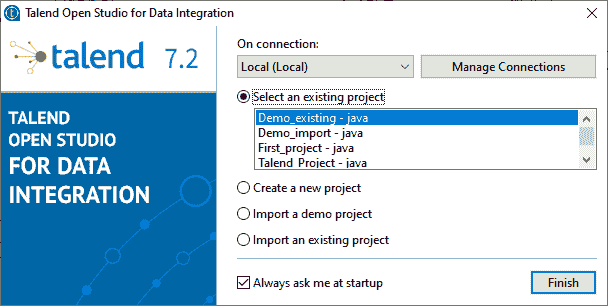 Talend Open Studio for Data Integration
talend 7.2
TALEND
OPEN STUDIO
FOR DATA
INTEGRATION
On connection:
Local (Local)
Manage Connections
Select an existing project
Demo_existing - java
Demo_import - java
First_project - java
Talend_Project - java
Create a new project
Import a demo project
Import an existing project
Always ask me at startup
Finish